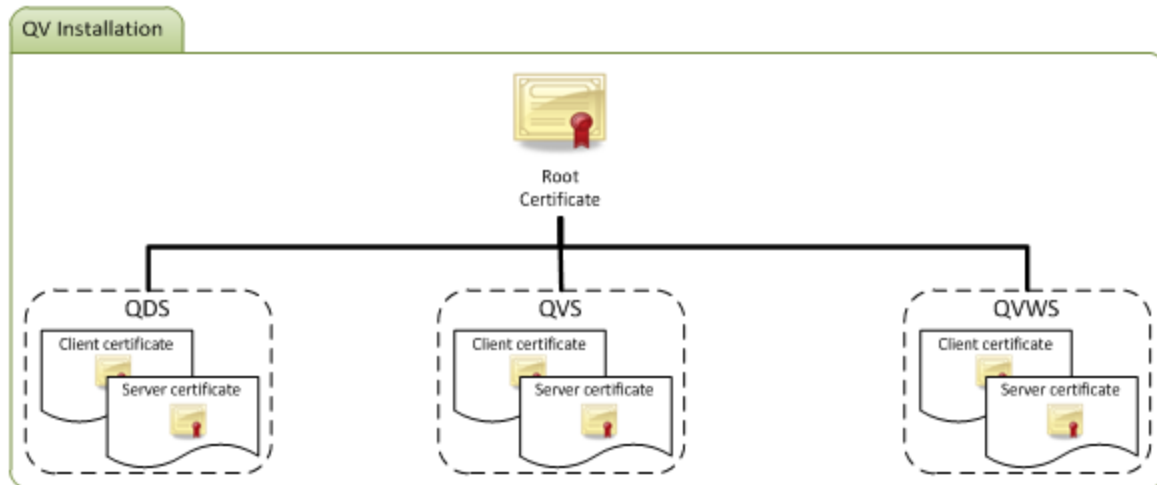 QV Installation
Root
Certificate
QDS
Client certificate
Server certificate
QVS
Client certificate
Server certificate
QVWS
Client certificate
Server certificate